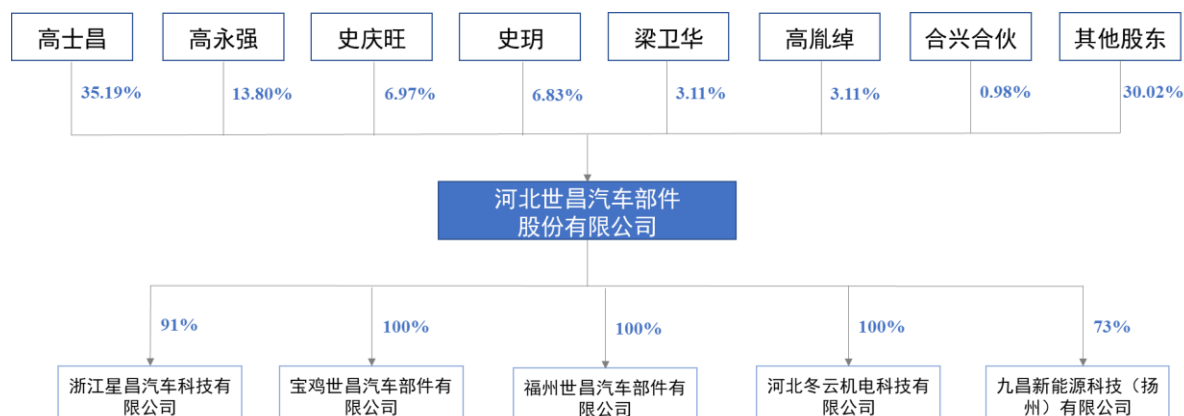 高士昌
高永强
史庆旺
史玥
梁卫华
高胤绰
合兴合伙
其他股东
35.19%
13.80%
6.97%
6.83%
3.11%
3.11%
0.98%
30.02%
河北世昌汽车部件
股份有限公司
91%
100%
100%
100%
73%
浙江星昌汽车科技有
限公司
宝鸡世昌汽车部件有
限公司
福州世昌汽车部件有
限公司
河北冬云机电科技有
限公司
九昌新能源科技（扬
州）有限公司